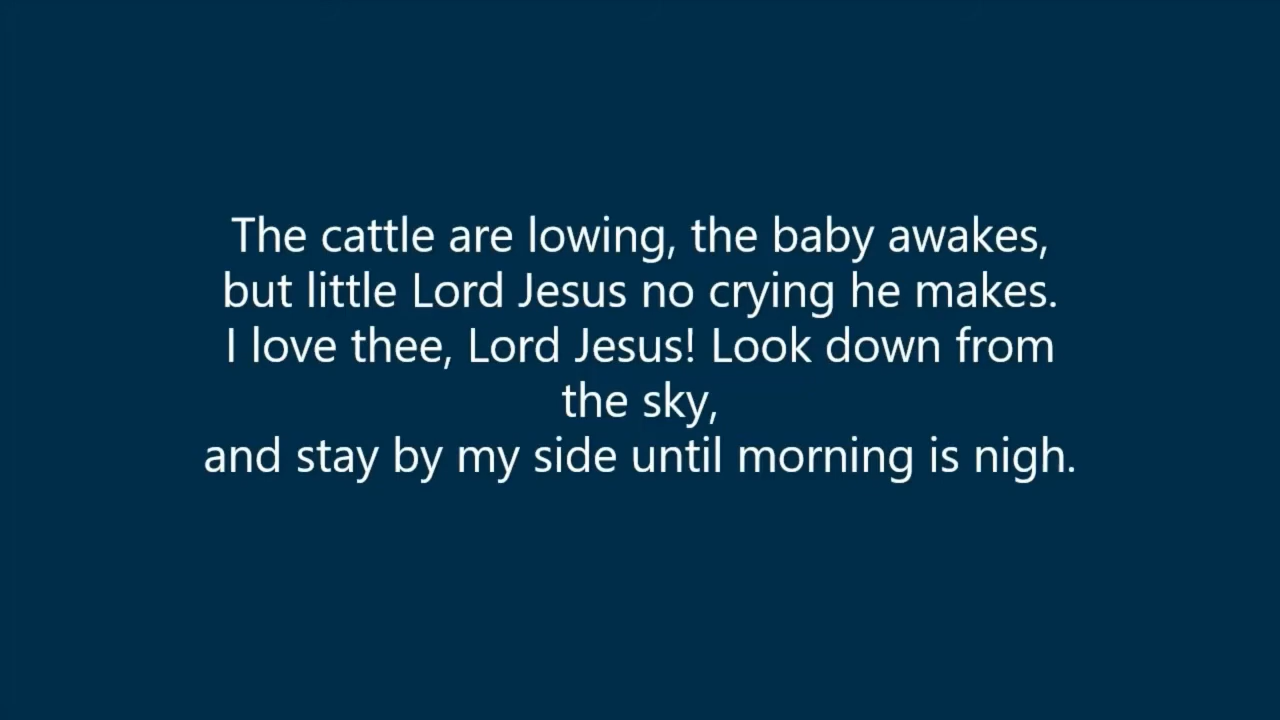 The cattle are lowing, the baby awakes,
but little Lord Jesus no crying he makes.
I love thee, Lord Jesus! Look down from
the sky,
and stay by my side until morning is nigh.